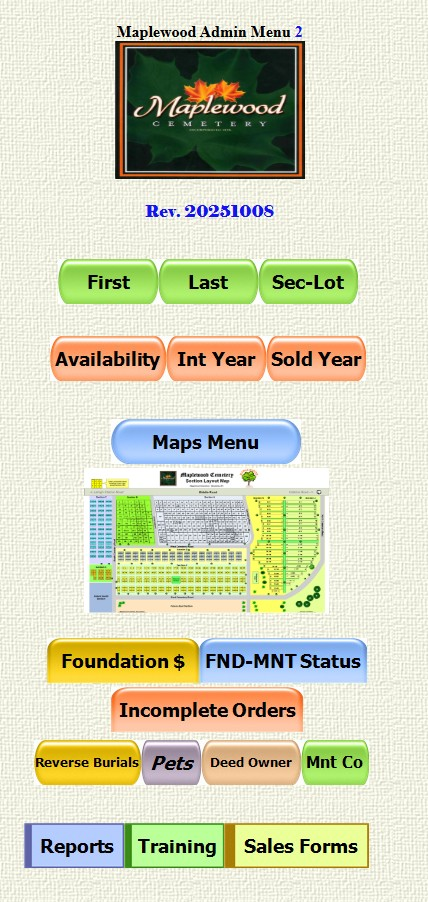 Maplewood Admin Menu 2
Maplewood
CEMETERY
Rev. 20251008
First Last Sec-Lot
Availability Int Year Sold Year
Maps Menu
Maplewood Cemetery
Section Layout Map
Foundation $ FND-MNT Status
Incomplete Orders
Reverse Burials Pets Deed Owner Mnt Co
Reports Training Sales Forms